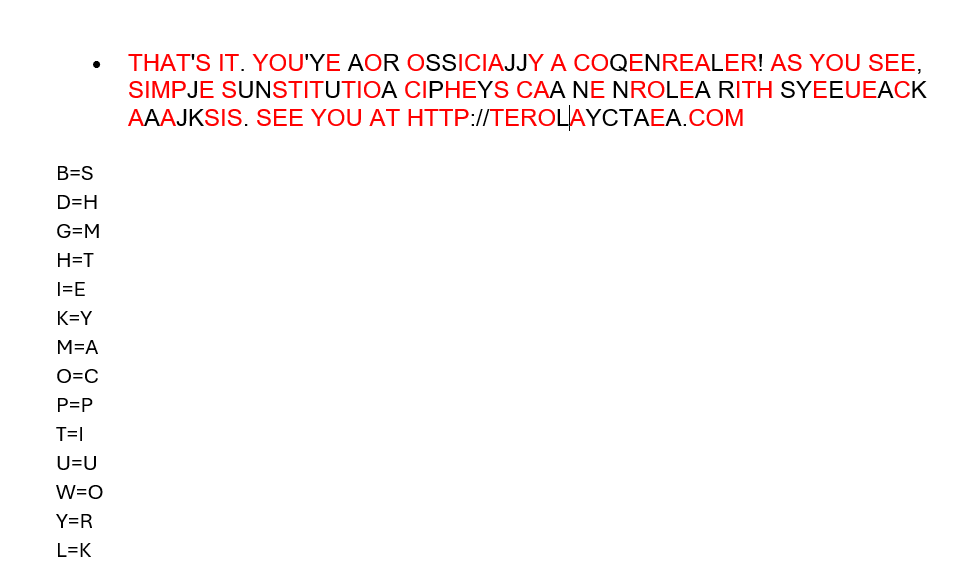 • THAT'S IT. YOU'YE AOR OSSICIAJJY A COQENREALER! AS YOU SEE,
SIMPJE SUNSTITUTIOA CIPHEYS CAA NE NROLEA RITH SYEEUEACK
AAAJKSIS. SEE YOU AT HTTP://TEROLAYCTAEA.COM
B=S
D=H
G=M
H=T
I=E
K=Y
M=A
O=C
P=P
T=I
U=U
W=O
Y=R
L=K